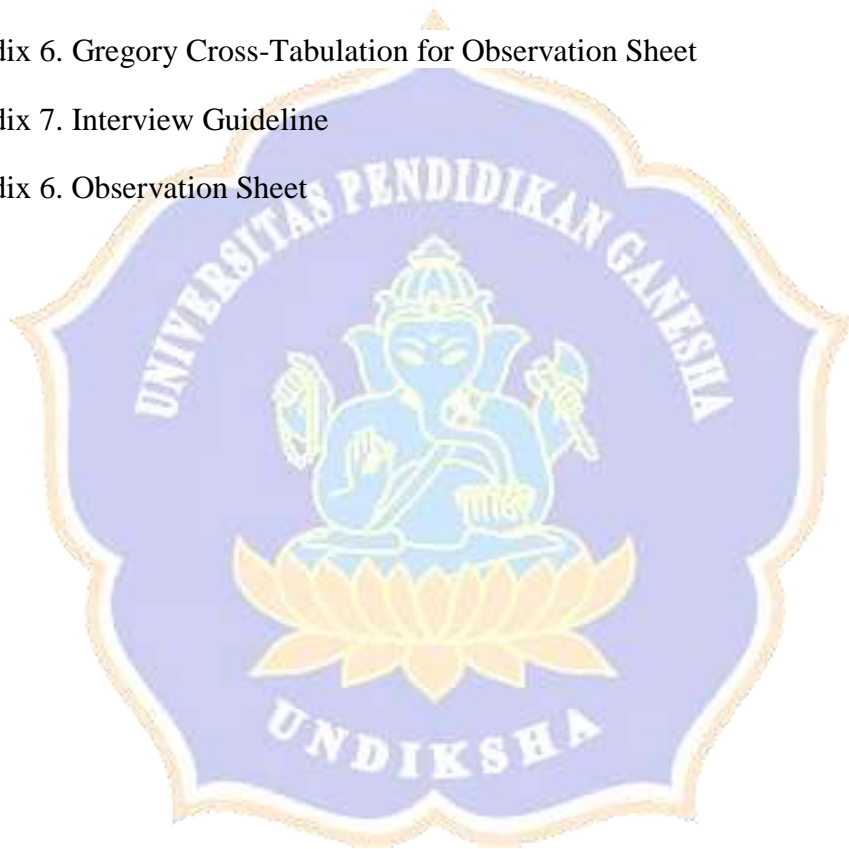 dix 6. Gregory Cross-Tabulation for Observation Sheet
dix 7. Interview Guideline
dix 6. Observation Sheet
UNIVERSITAS PENDIDIKAN GANESHA
UNDIKSHA